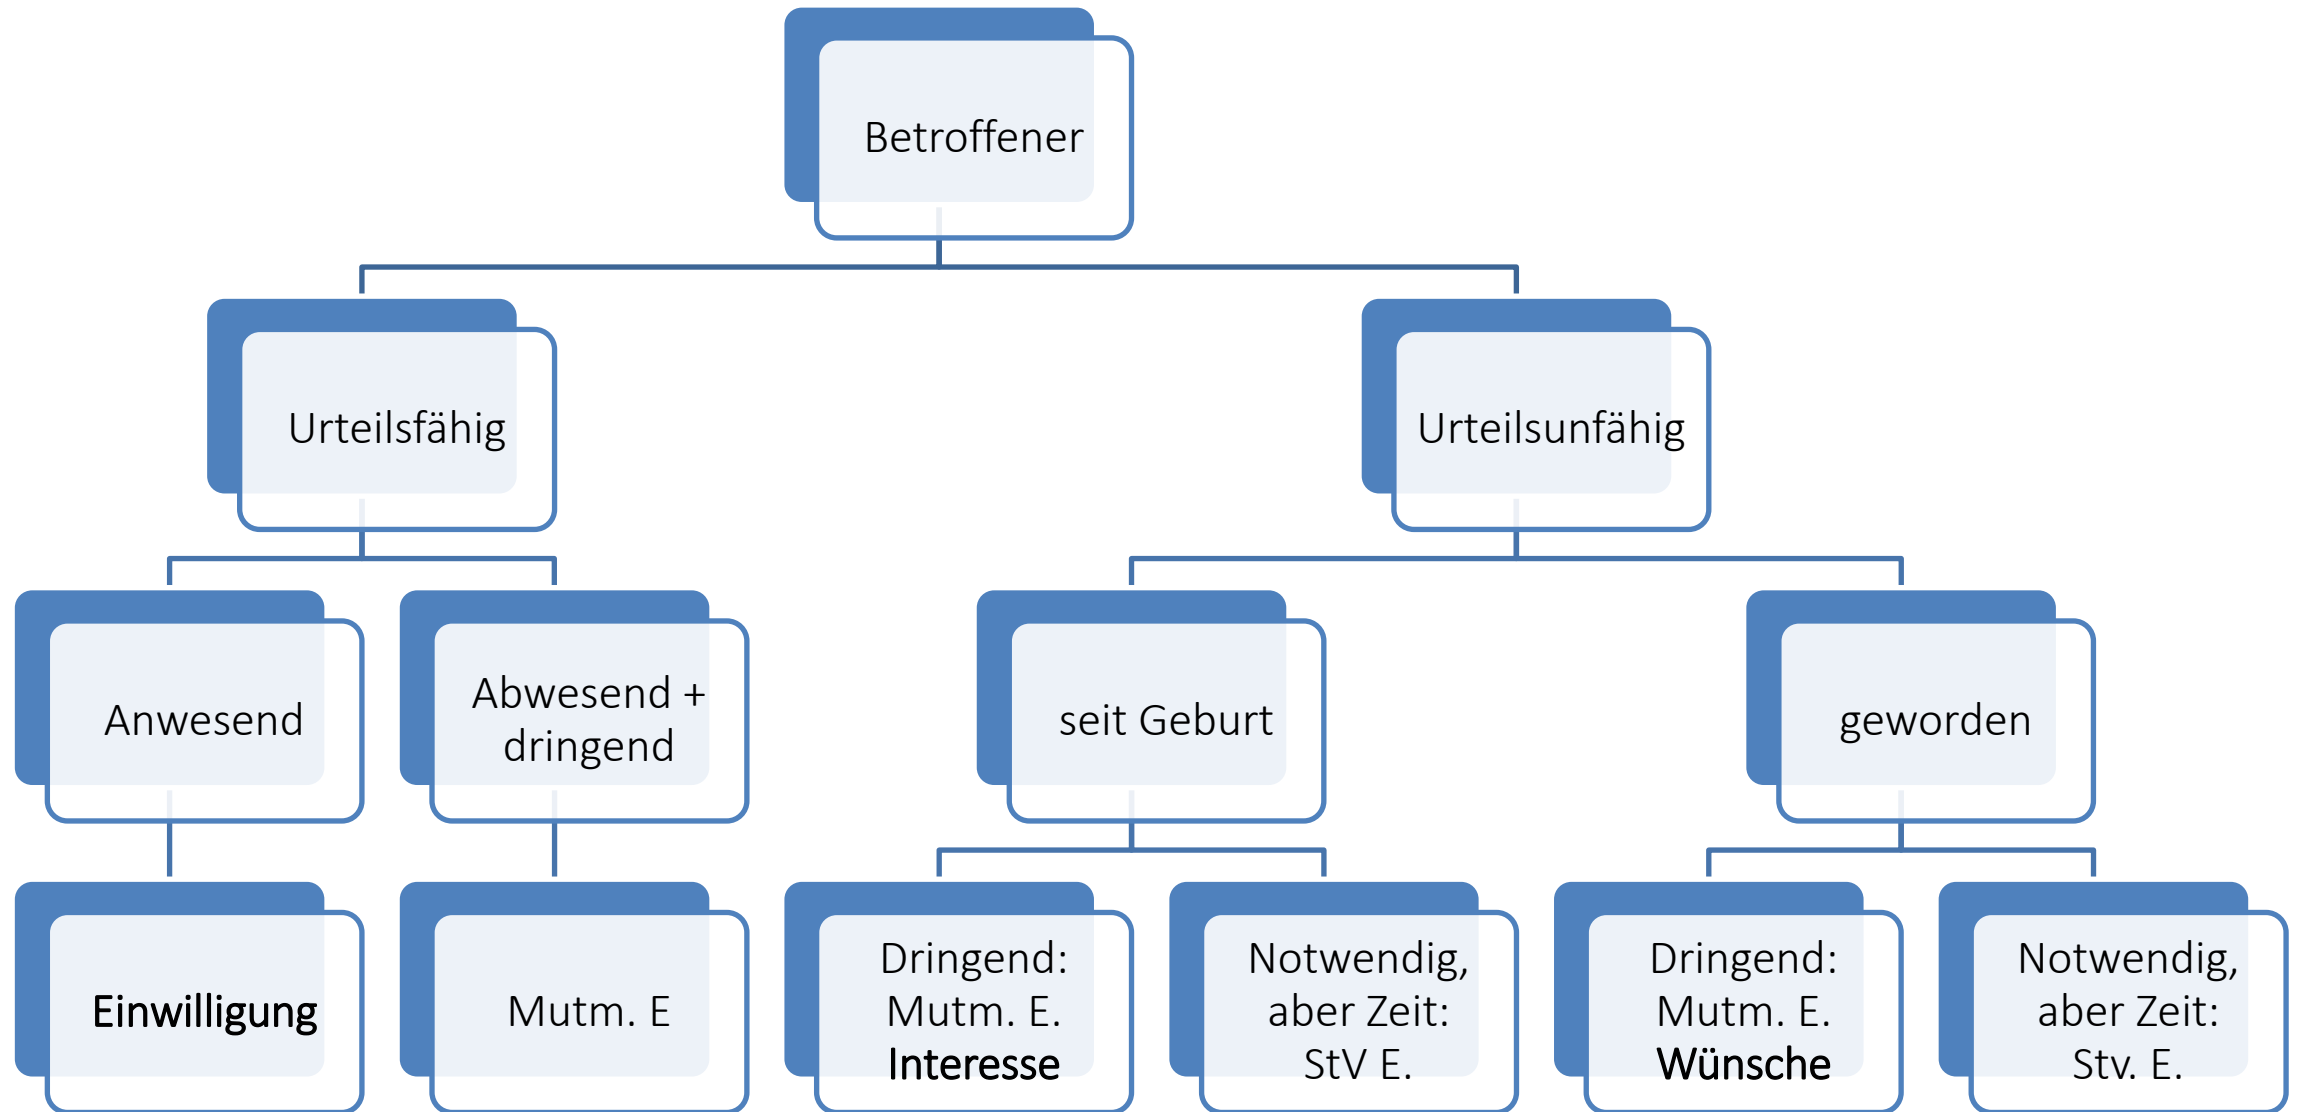 Betroffener
Urteilsfähig
Urteilsunfähig
Anwesend
Abwesend +
dringend
seit Geburt
geworden
Einwilligung
Mutm. E
Dringend:
Mutm. E.
Interesse
Notwendig,
aber Zeit:
StV E.
Dringend:
Mutm. E.
Wünsche
Notwendig,
aber Zeit:
Stv. E.